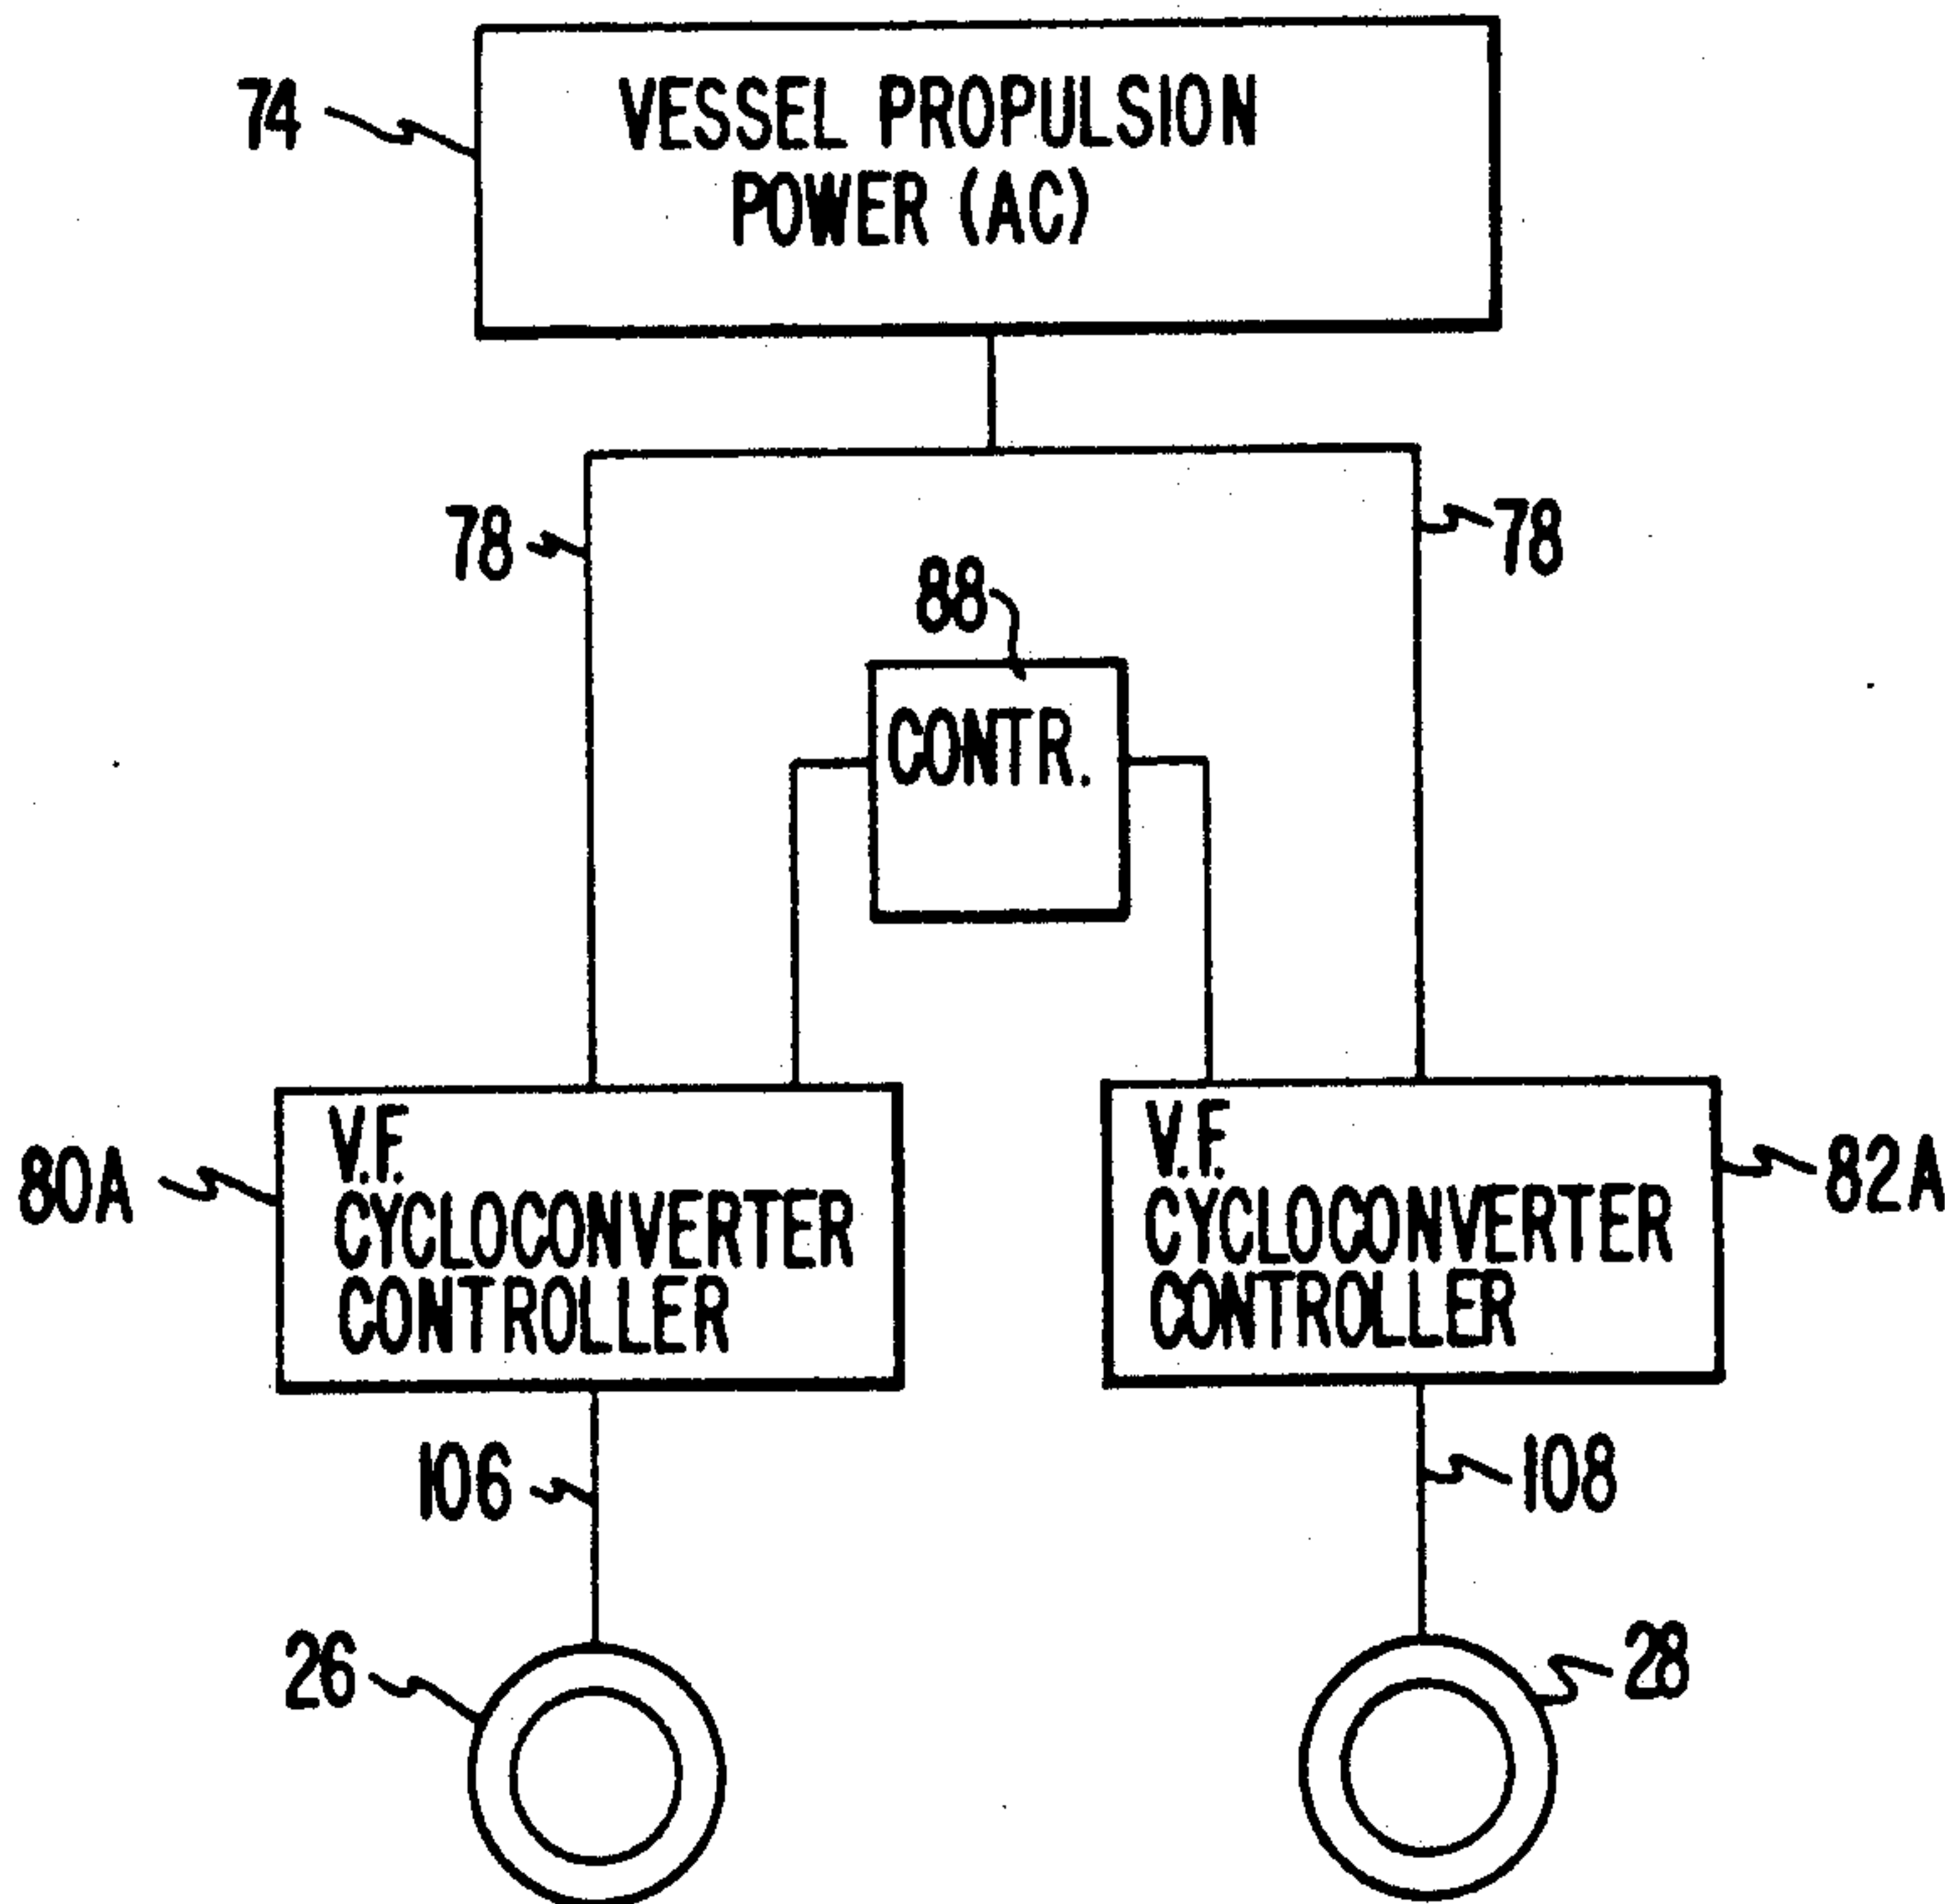 74
VESSEL PROPULSION
POWER (AC)
78
78
88
CONTR.
80A
V.F.
CYCLOCONVERTER
CONTROLLER
V.F.
CYCLOCONVERTER
CONTROLLER
82A
106
108
26
28